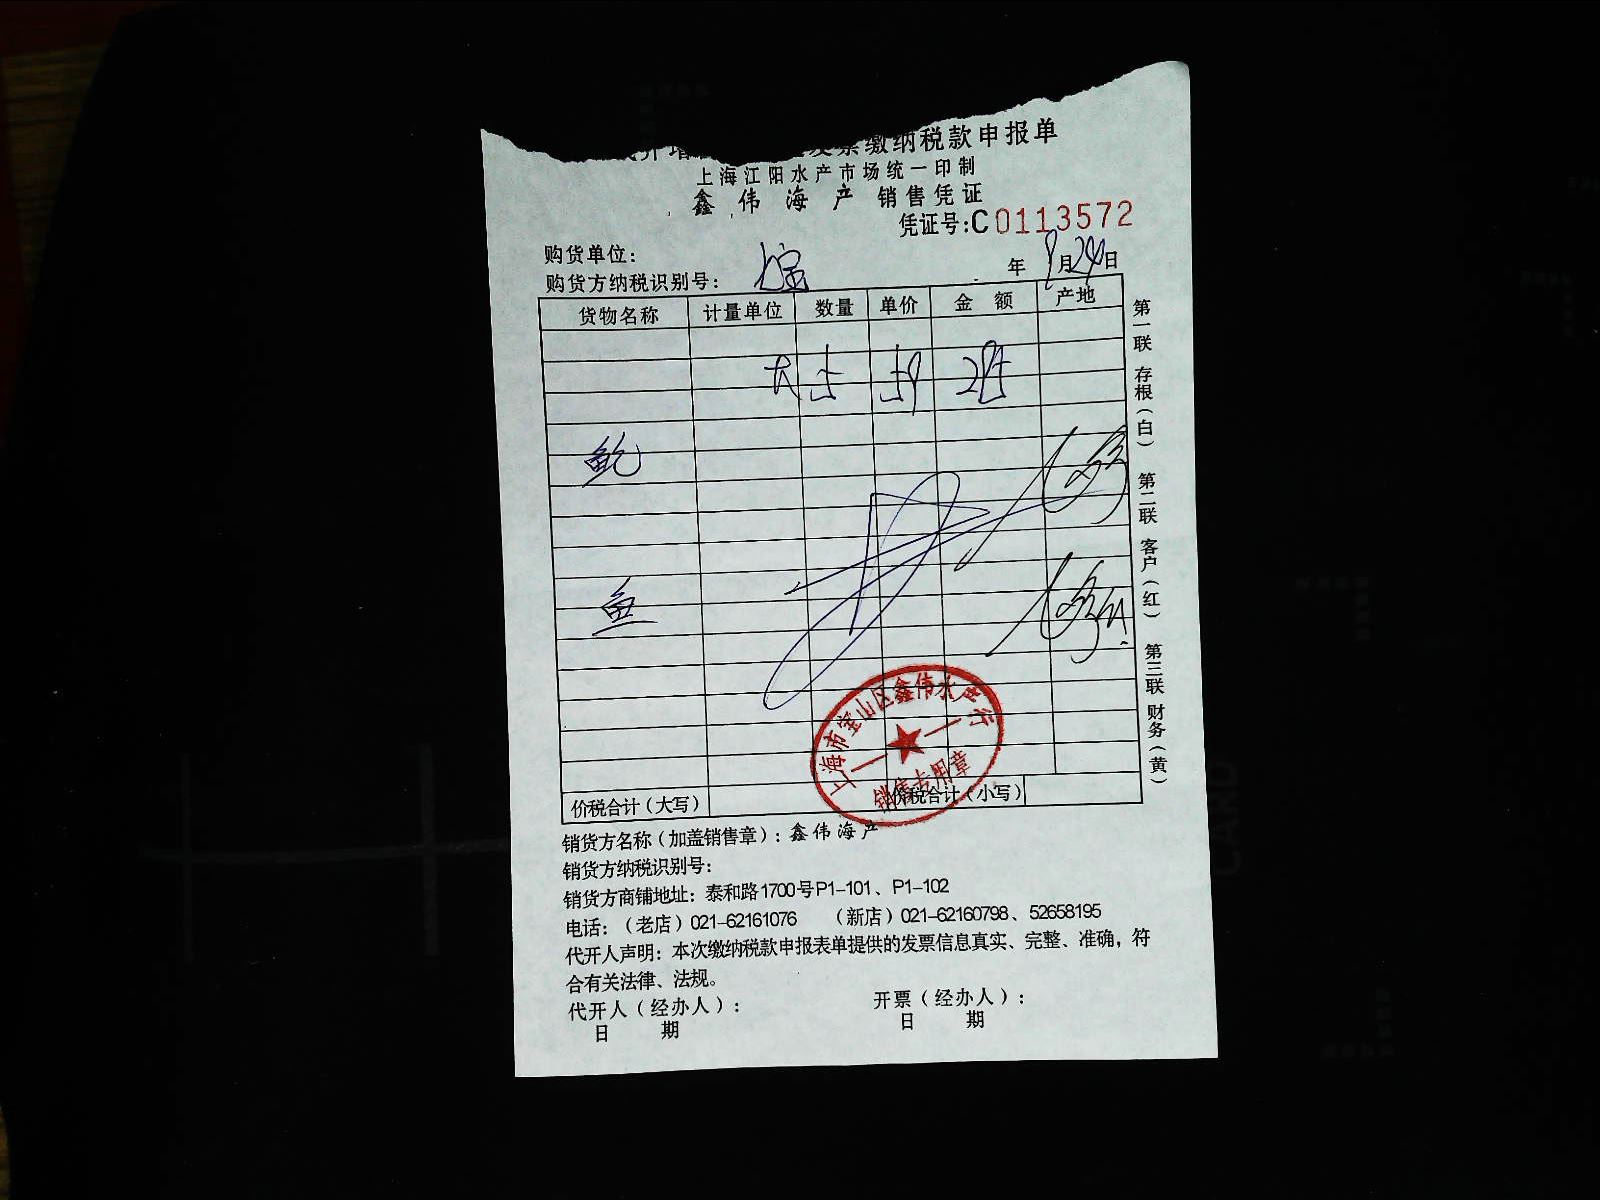 发票缴纳税款申报单
上海江阳水产市场统一印制
鑫伟海产 销售凭证
凭证号:C0113572
购货单位:
购货方纳税识别号:
年 月24日
货物名称 计量单位 数量 单价 金额 产地
鱼
价税合计(大写) 价税合计(小写)
第一联 存根(白) 第二联 客户(红) 第三联 财务(黄)
上海市宝山区鑫伟水产行
销售专用章
销货方名称(加盖销售章):鑫伟海产
销货方纳税识别号:
销货方商铺地址:泰和路1700号P1-101、P1-102
电话:(老店)021-62161076 (新店)021-62160798、52658195
代开人声明:本次缴纳税款申报表单提供的发票信息真实、完整、准确,符
合有关法律、法规。
代开人(经办人): 开票(经办人):
日期 日期